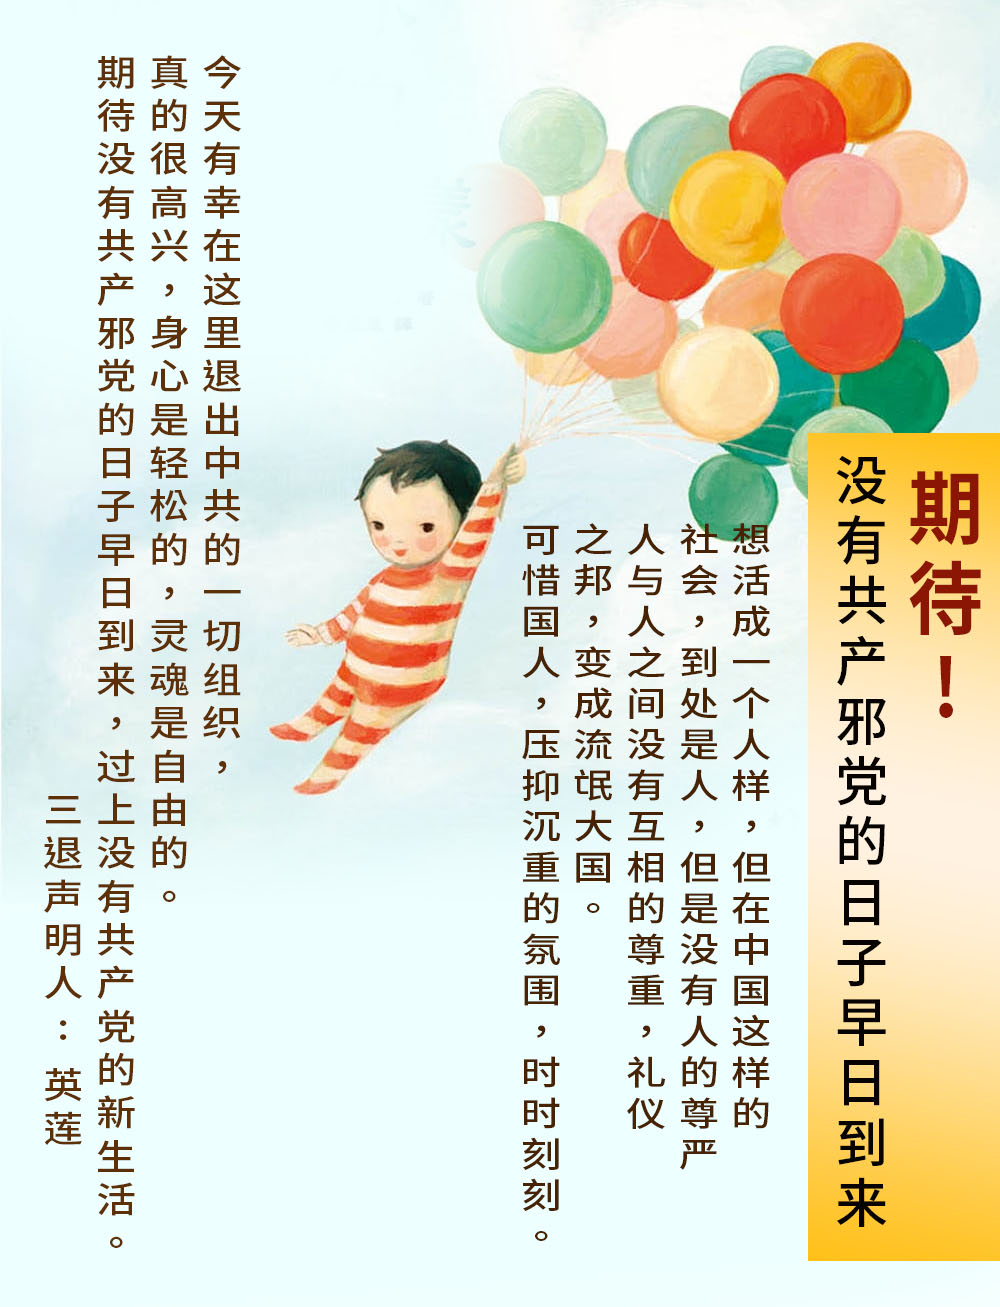 期待！
没有共产邪党的日子早日到来
想活成一个人样，但在中国这样的
社会，到处是人，但是没有人的尊严
人与人之间没有互相的尊重，礼仪
之邦，变成流氓大国。
可惜国人，压抑沉重的氛围，时时刻刻。
今天有幸在这里退出中共的一切组织，
真的很高兴，身心是轻松的，灵魂是自由的。
期待没有共产邪党的日子早日到来，过上没有共产党的新生活。
三退声明人：英莲